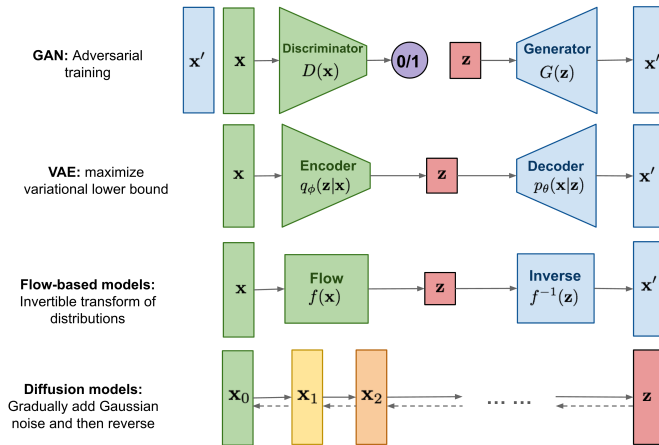 GAN: Adversarial
training
x′
x
Discriminator
D(x)
0/1
z
Generator
G(z)
x′
VAE: maximize
variational lower bound
x
Encoder
qϕ(z|x)
z
Decoder
pθ(x|z)
x′
Flow-based models:
Invertible transform of
distributions
x
Flow
f(x)
z
Inverse
f⁻¹(z)
x′
Diffusion models:
Gradually add Gaussian
noise and then reverse
x₀
x₁
x₂
... ...
z